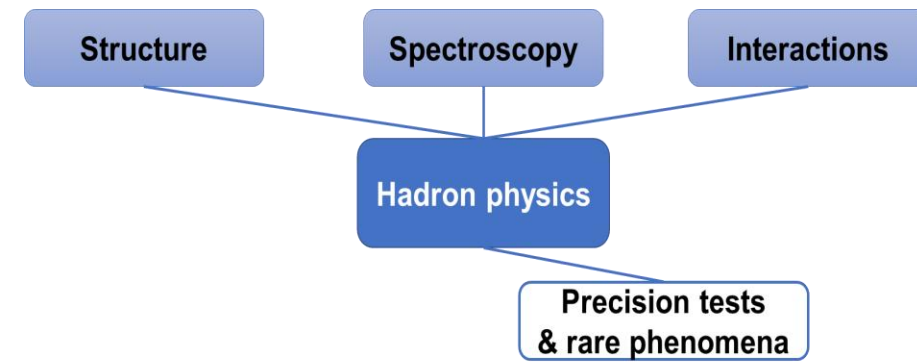 Structure
Spectroscopy
Interactions
Hadron physics
Precision tests
& rare phenomena